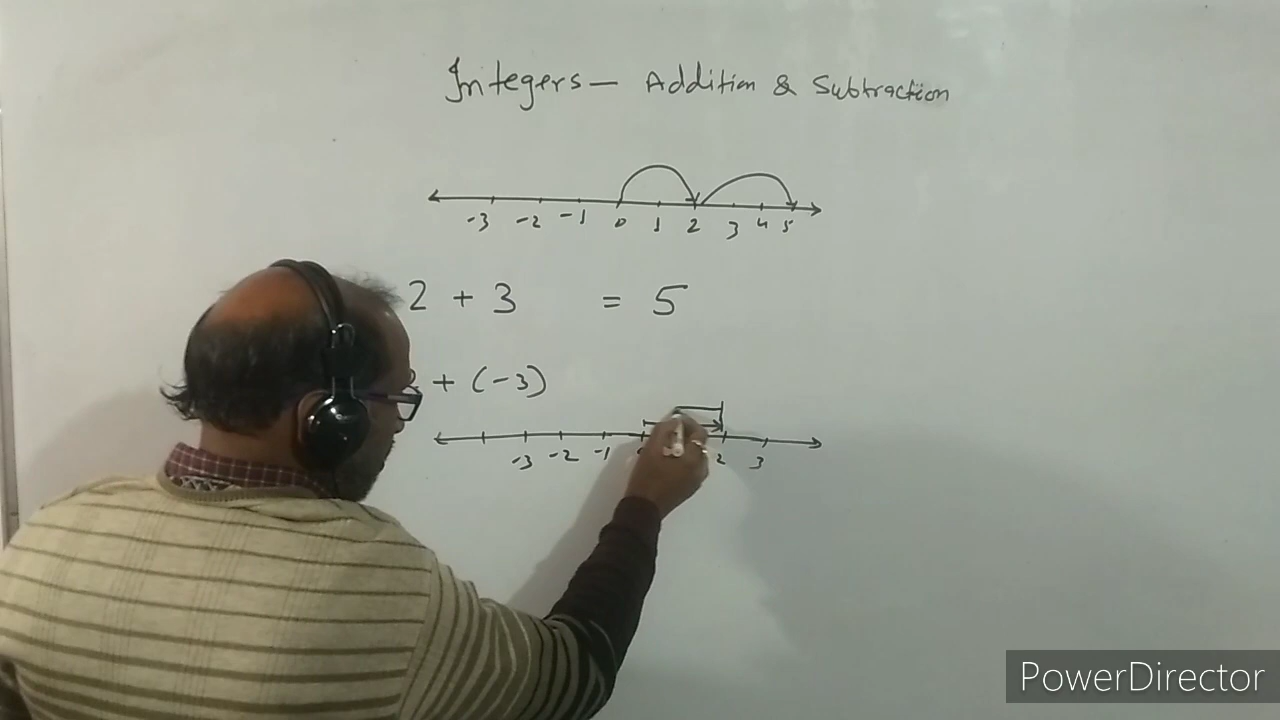 Integers — Addition & Subtraction
-3 -2 -1 0 1 2 3 4 5
2 + 3 = 5
+ (-3)
-3 -2 -1 2 3
PowerDirector